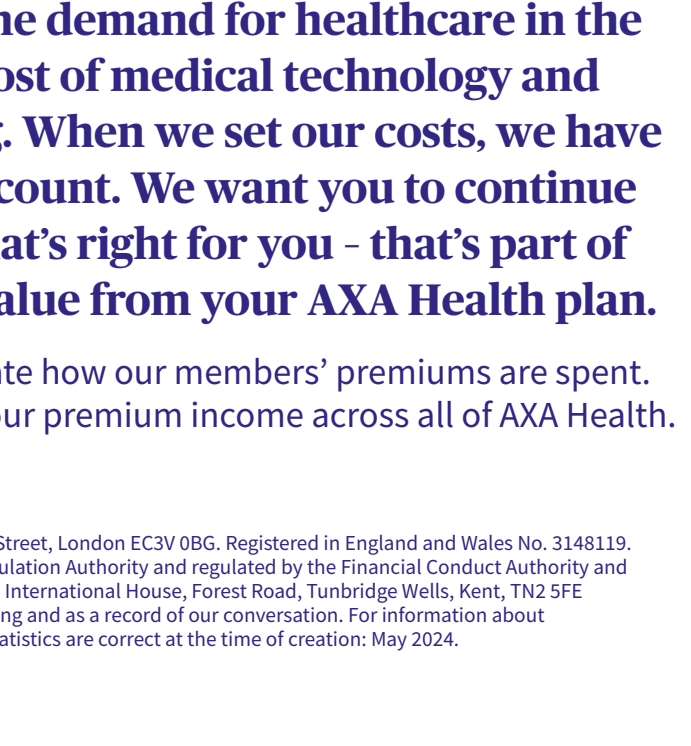 he demand for healthcare in the
ost of medical technology and
. When we set our costs, we have
count. We want you to continue
at's right for you - that's part of
alue from your AXA Health plan.
te how our members' premiums are spent.
ur premium income across all of AXA Health.
Street, London EC3V 0BG. Registered in England and Wales No. 3148119.
ulation Authority and regulated by the Financial Conduct Authority and
International House, Forest Road, Tunbridge Wells, Kent, TN2 5FE
ng and as a record of our conversation. For information about
atistics are correct at the time of creation: May 2024.